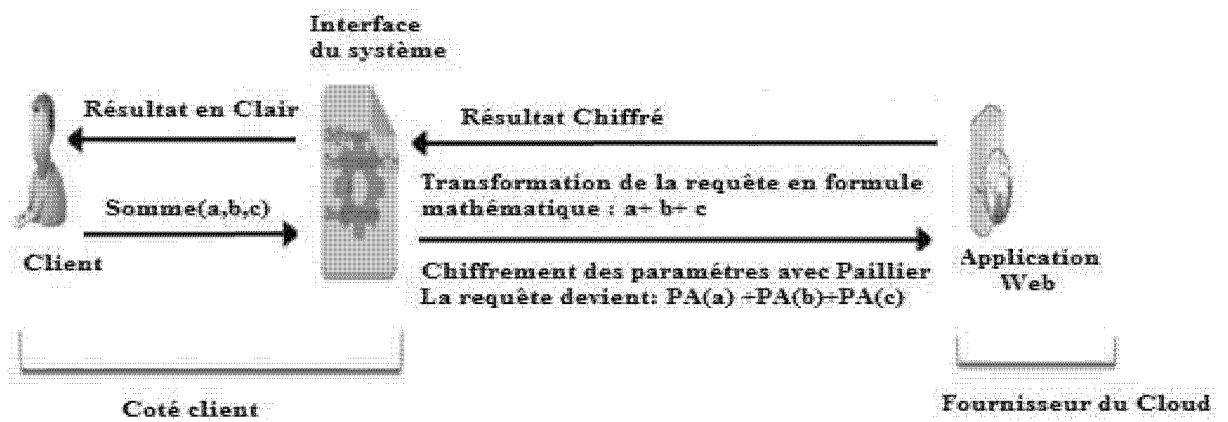 Interface
du système
Résultat en Clair
Résultat Chiffré
Transformation de la requête en formule
mathématique : a+ b+ c
Somme(a,b,c)
Client
Chiffrement des paramétres avec Paillier
La requête devient: PA(a) +PA(b)+PA(c)
Application
Web
Coté client
Fournisseur du Cloud